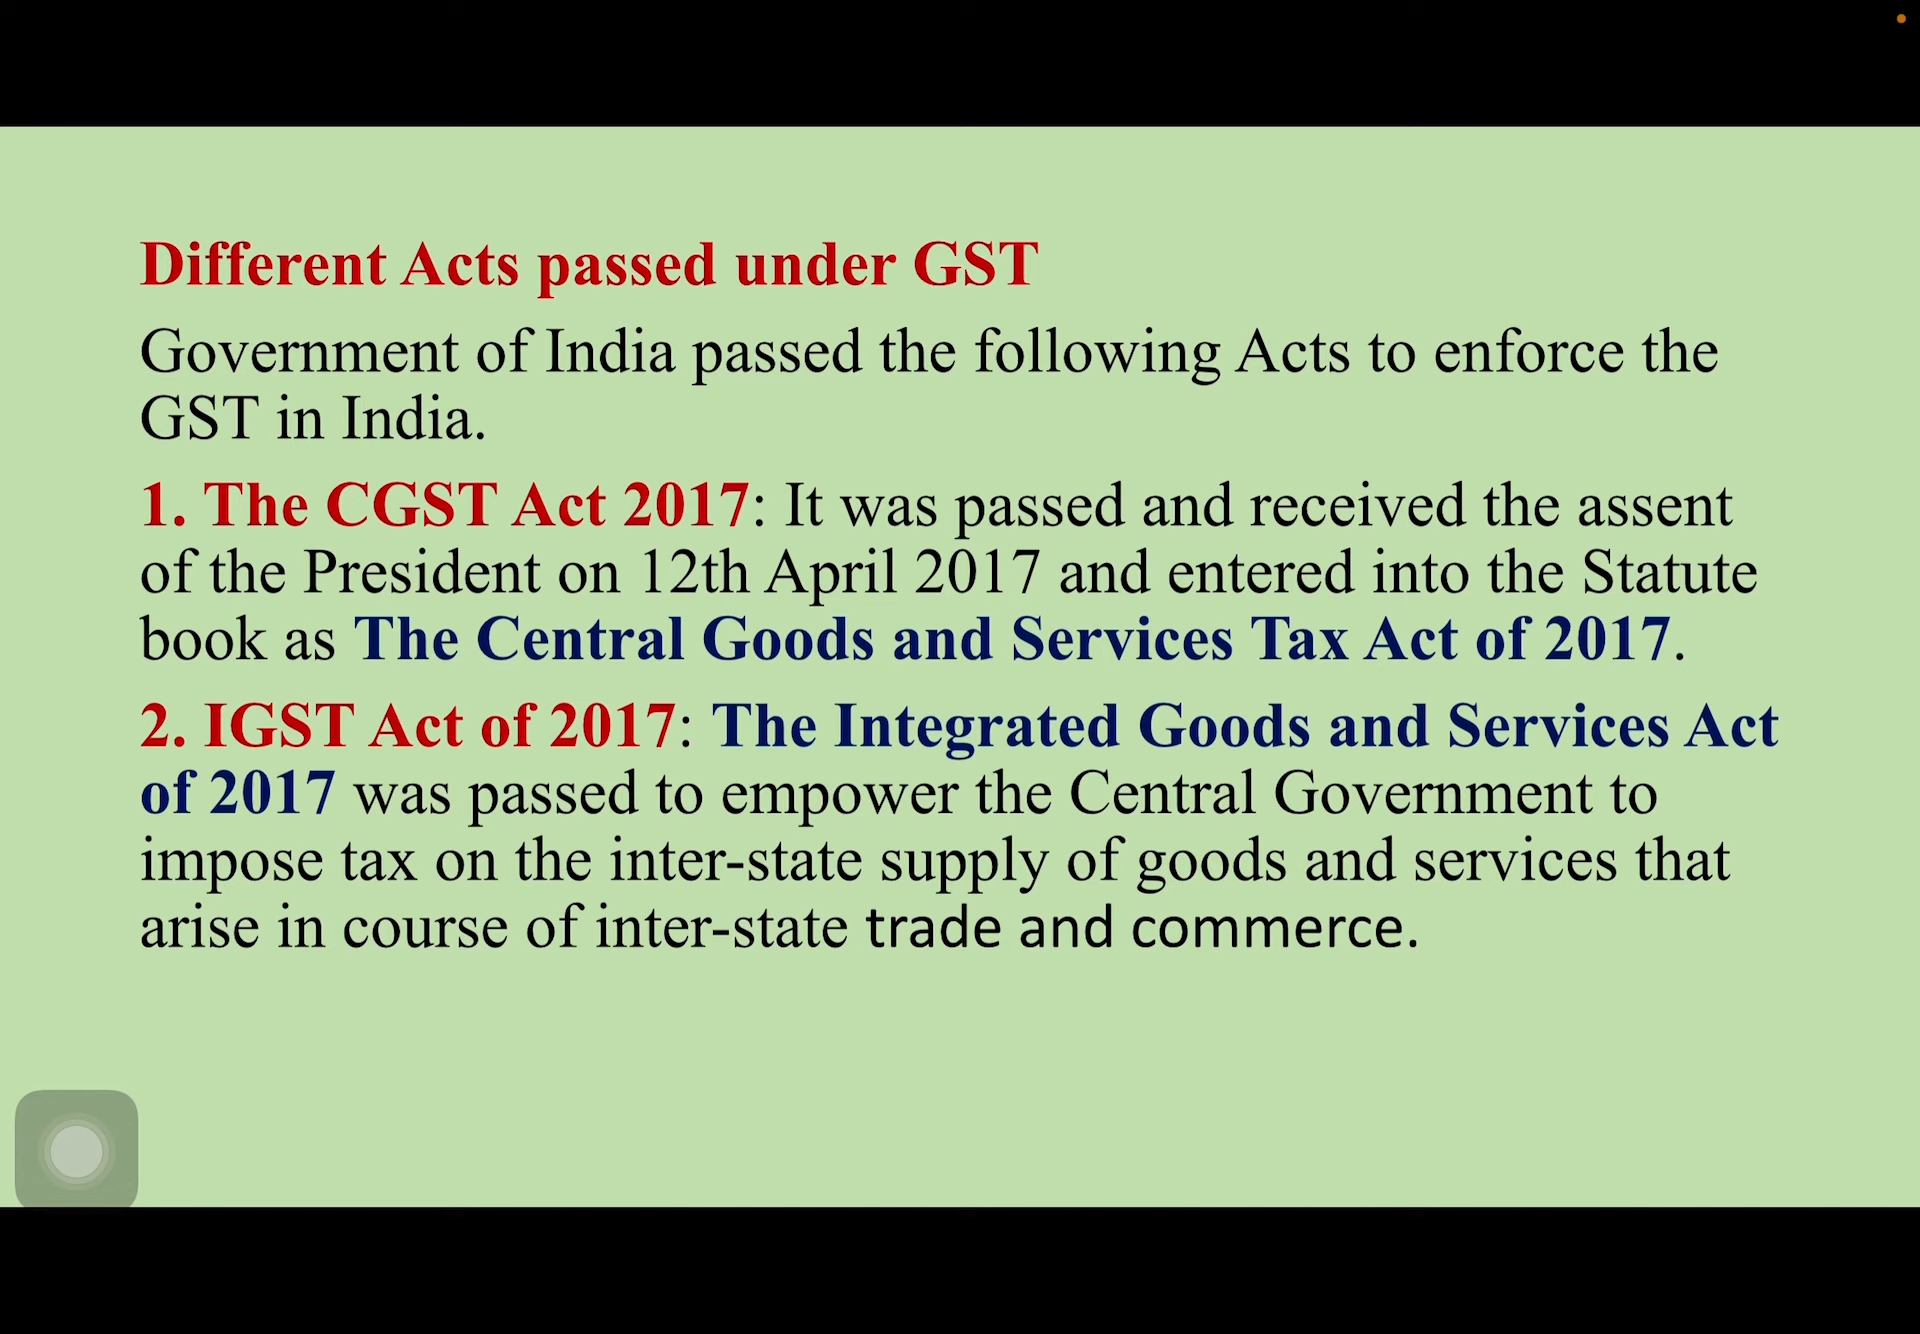 Different Acts passed under GST
Government of India passed the following Acts to enforce the
GST in India.
1. The CGST Act 2017: It was passed and received the assent
of the President on 12th April 2017 and entered into the Statute
book as The Central Goods and Services Tax Act of 2017.
2. IGST Act of 2017: The Integrated Goods and Services Act
of 2017 was passed to empower the Central Government to
impose tax on the inter-state supply of goods and services that
arise in course of inter-state trade and commerce.